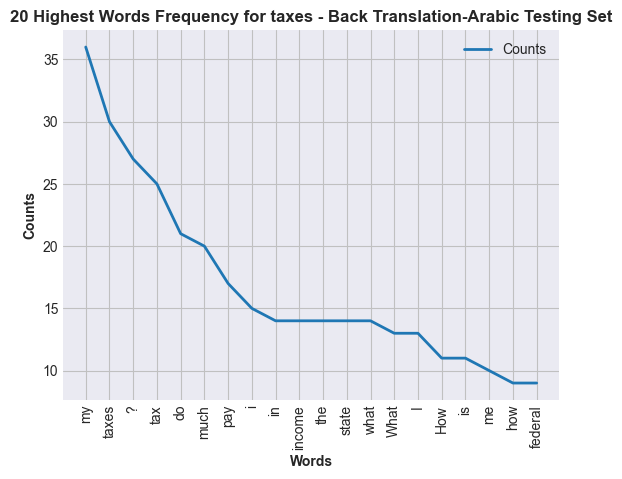 20 Highest Words Frequency for taxes - Back Translation-Arabic Testing Set
Counts
35
30
25
20
15
10
Counts
my
taxes
?
tax
do
much
pay
i
in
income
the
state
what
What
I
How
is
me
how
federal
Words